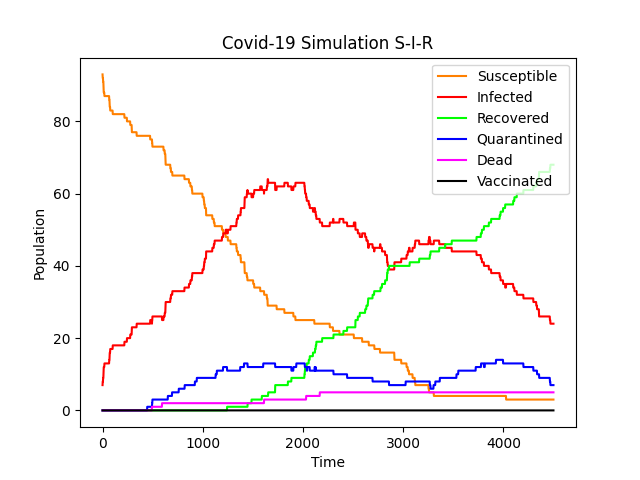 Covid-19 Simulation S-I-R
Susceptible
Infected
Recovered
Quarantined
Dead
Vaccinated
Population
80
60
40
20
0
0 1000 2000 3000 4000
Time